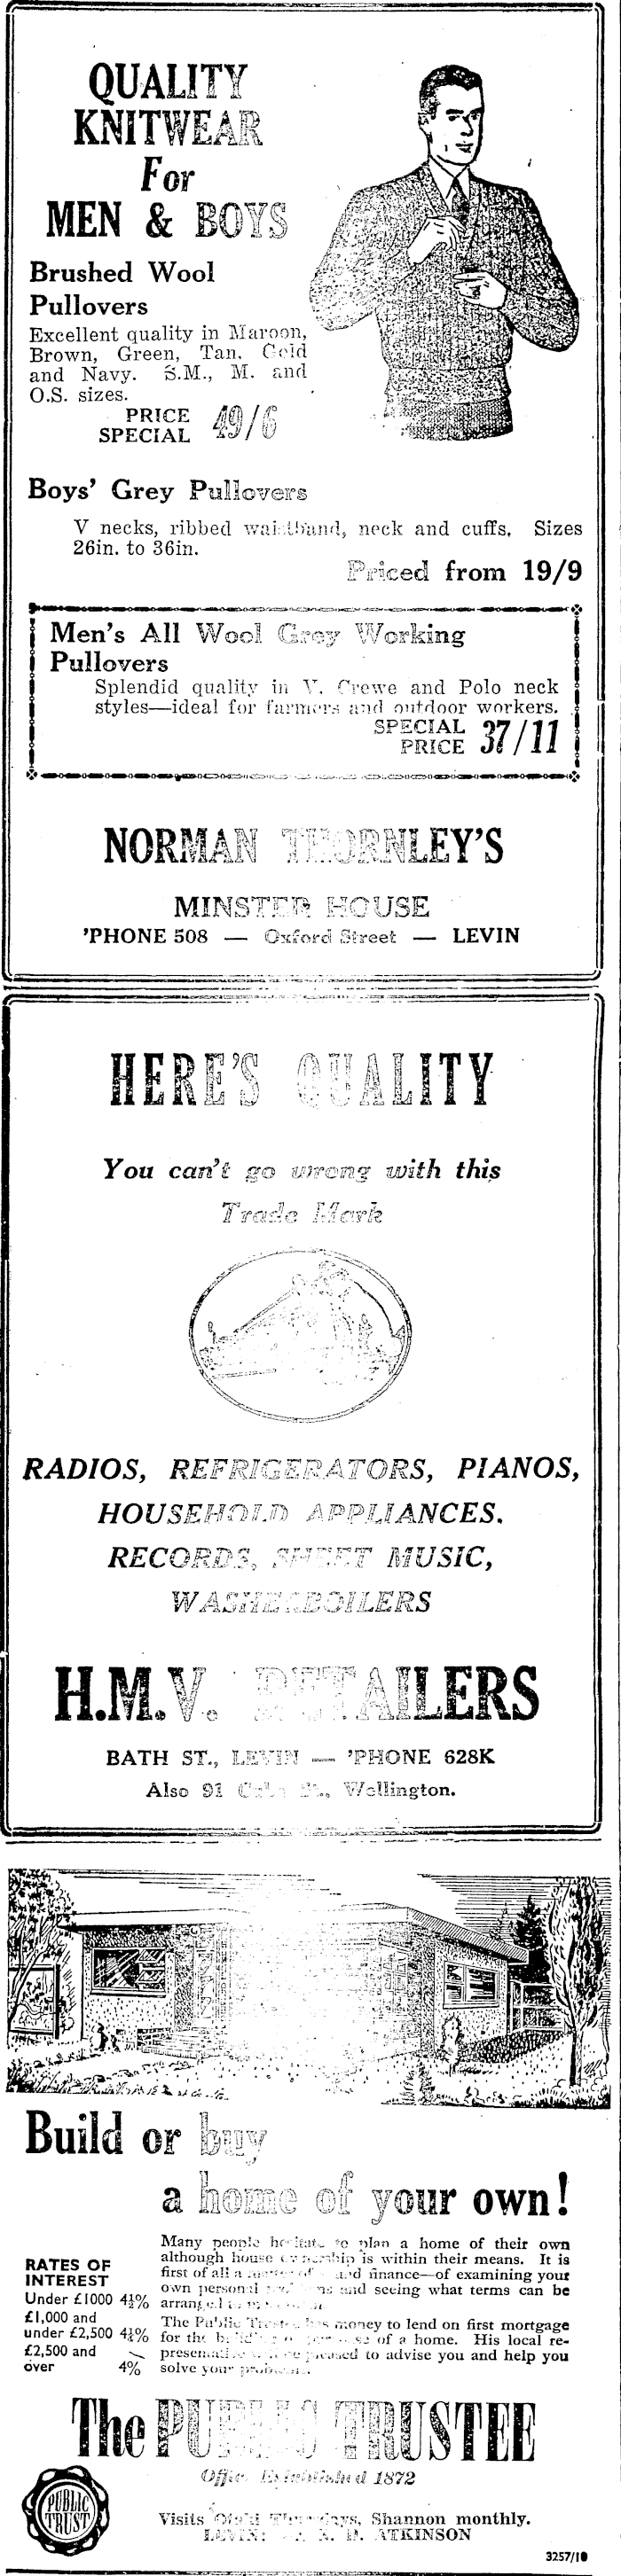 QUALITY
KNITWEAR
For
MEN & BOYS
Brushed Wool
Pullovers
Excellent quality in Maroon,
Brown, Green, Tan, Gold
and Navy. S.M., M. and
O.S. sizes.
PRICE
SPECIAL 49/6
Boys' Grey Pullovers
V necks, ribbed waistband, neck and cuffs. Sizes
26in. to 36in.
Priced from 19/9
Men's All Wool Grey Working
Pullovers
Splendid quality in V. Crewe and Polo neck
styles—ideal for farmers and outdoor workers.
SPECIAL
PRICE 37/11
NORMAN THORNLEY'S
MINSTER HOUSE
'PHONE 508 — Oxford Street — LEVIN
HERE'S QUALITY
You can't go wrong with this
Trade Mark
RADIOS, REFRIGERATORS, PIANOS,
HOUSEHOLD APPLIANCES.
RECORDS, SHEET MUSIC,
WASHERBOILERS
H.M.V. RETAILERS
BATH ST., LEVIN — 'PHONE 628K
Also 91 St., Wellington.
Build or buy
a home of your own!
RATES OF
INTEREST
Under £1000
£1,000 and
under £2,500
£2,500 and
over 4%
Many people hesitate to plan a home of their own
although house ownership is within their means. It is
first of all a matter of and finance—of examining your
own personal and seeing what terms can be
arranged
The Public Trustee has money to lend on first mortgage
for the building or purchase of a home. His local re-
presentative pleased to advise you and help you
solve your problems.
The PUBLIC TRUSTEE
Office Established 1872
PUBLIC
TRUST
Visits Otaki Thursdays, Shannon monthly.
LEVIN: ATKINSON
3257/10